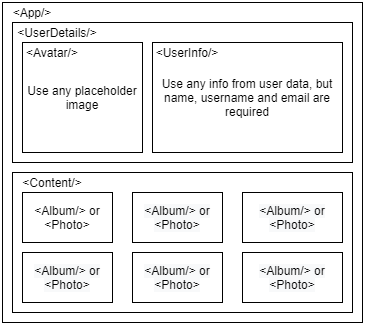 <App/>
<UserDetails/>
<Avatar/>
Use any placeholder
image
<UserInfo/>
Use any info from user data, but
name, username and email are
required
<Content/>
<Album/> or
<Photo>
<Album/> or
<Photo>
<Album/> or
<Photo>
<Album/> or
<Photo>
<Album/> or
<Photo>
<Album/> or
<Photo>